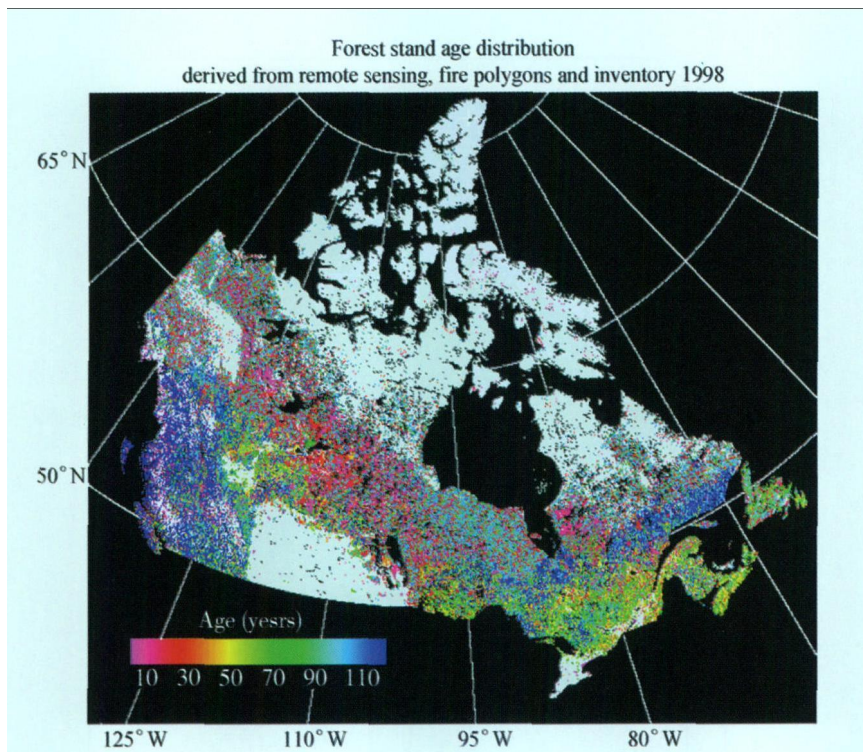 Forest stand age distribution
derived from remote sensing, fire polygons and inventory 1998
65° N
50° N
Age (yesrs)
10 30 50 70 90 110
125° W 110° W 95° W 80° W